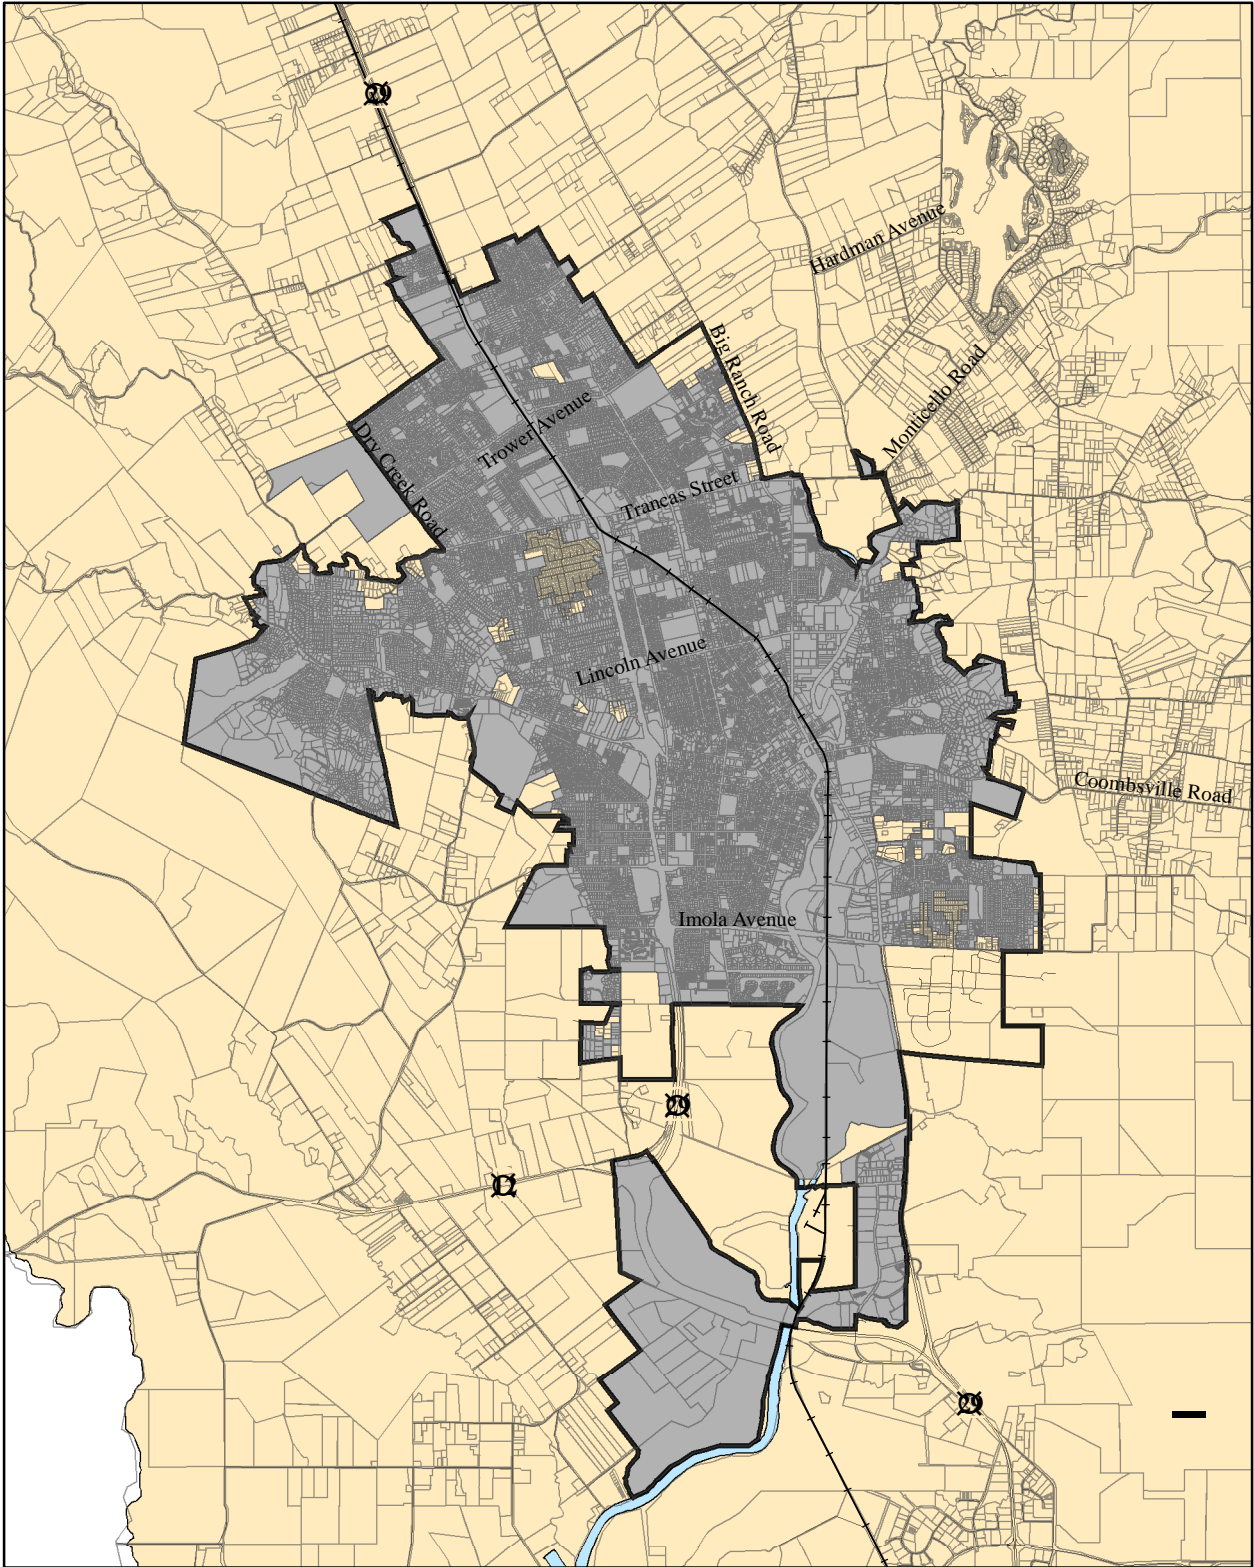 29
Hardman Avenue
Big Ranch Road
Monticello Road
Trower Avenue
Dry Creek Road
Trancas Street
Lincoln Avenue
Coombsville Road
Imola Avenue
29
12
29